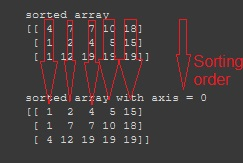 sorted array
[[ 4 7 7 10 18]
[ 1 2 4 5 15]
[ 1 12 19 19 19]]
Sorting
order
sorted array with axis = 0
[[ 1 2 4 5 15]
[ 1 7 7 10 18]
[ 4 12 19 19 19]]